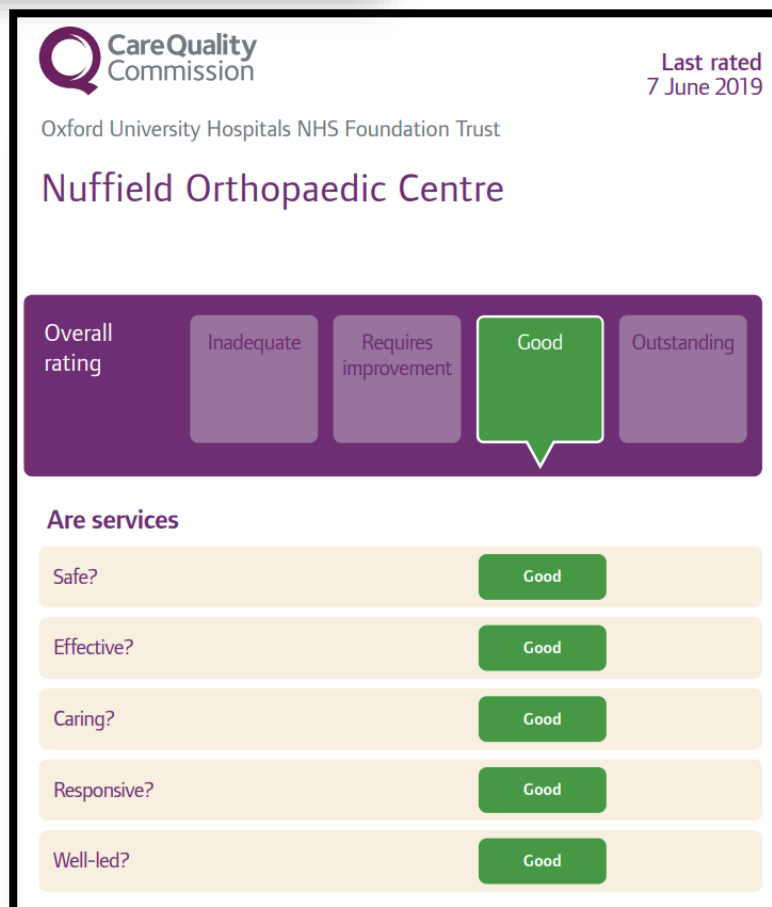 CareQuality
Commission
Last rated
7 June 2019
Oxford University Hospitals NHS Foundation Trust
Nuffield Orthopaedic Centre
Overall
rating
Inadequate
Requires
improvement
Good
Outstanding
Are services
Safe? Good
Effective? Good
Caring? Good
Responsive? Good
Well-led? Good